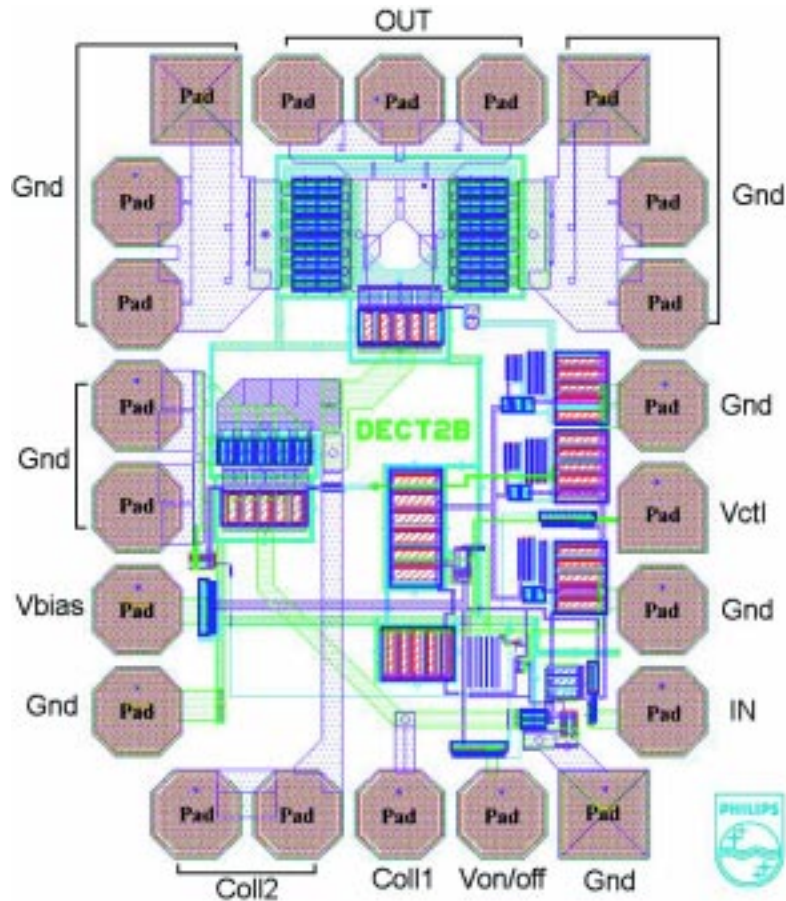 OUT
Pad Pad Pad Pad Pad
Gnd Pad Pad Gnd
Pad Pad
Pad Pad Gnd
DECT2B
Gnd
Pad Pad Vctl
Vbias Pad Pad Gnd
Gnd Pad Pad IN
Pad Pad Pad Pad Pad
PHILIPS
Coll2 Coll1 Von/off Gnd